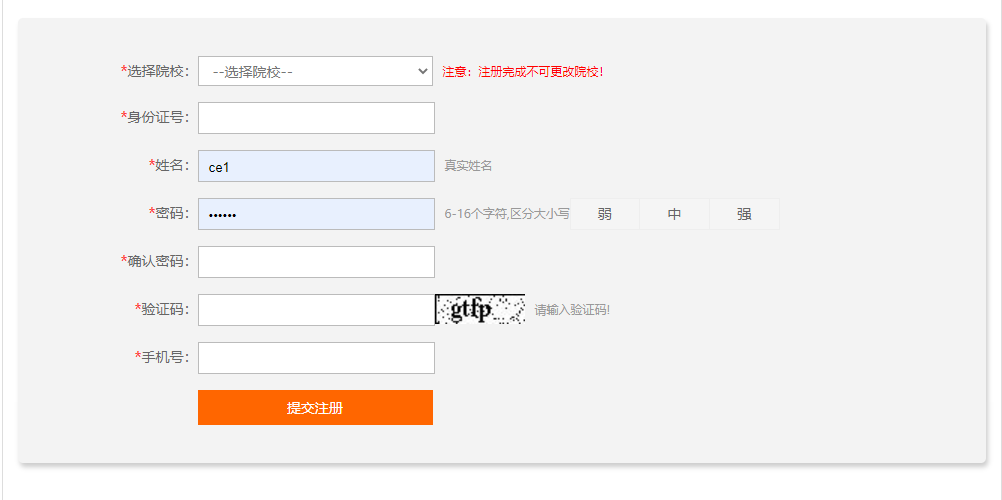 *选择院校： --选择院校-- 注意：注册完成不可更改院校！
*身份证号：
*姓名： ce1 真实姓名
*密码： •••••• 6-16个字符,区分大小写 弱 中 强
*确认密码：
*验证码： gtfp 请输入验证码!
*手机号：
提交注册